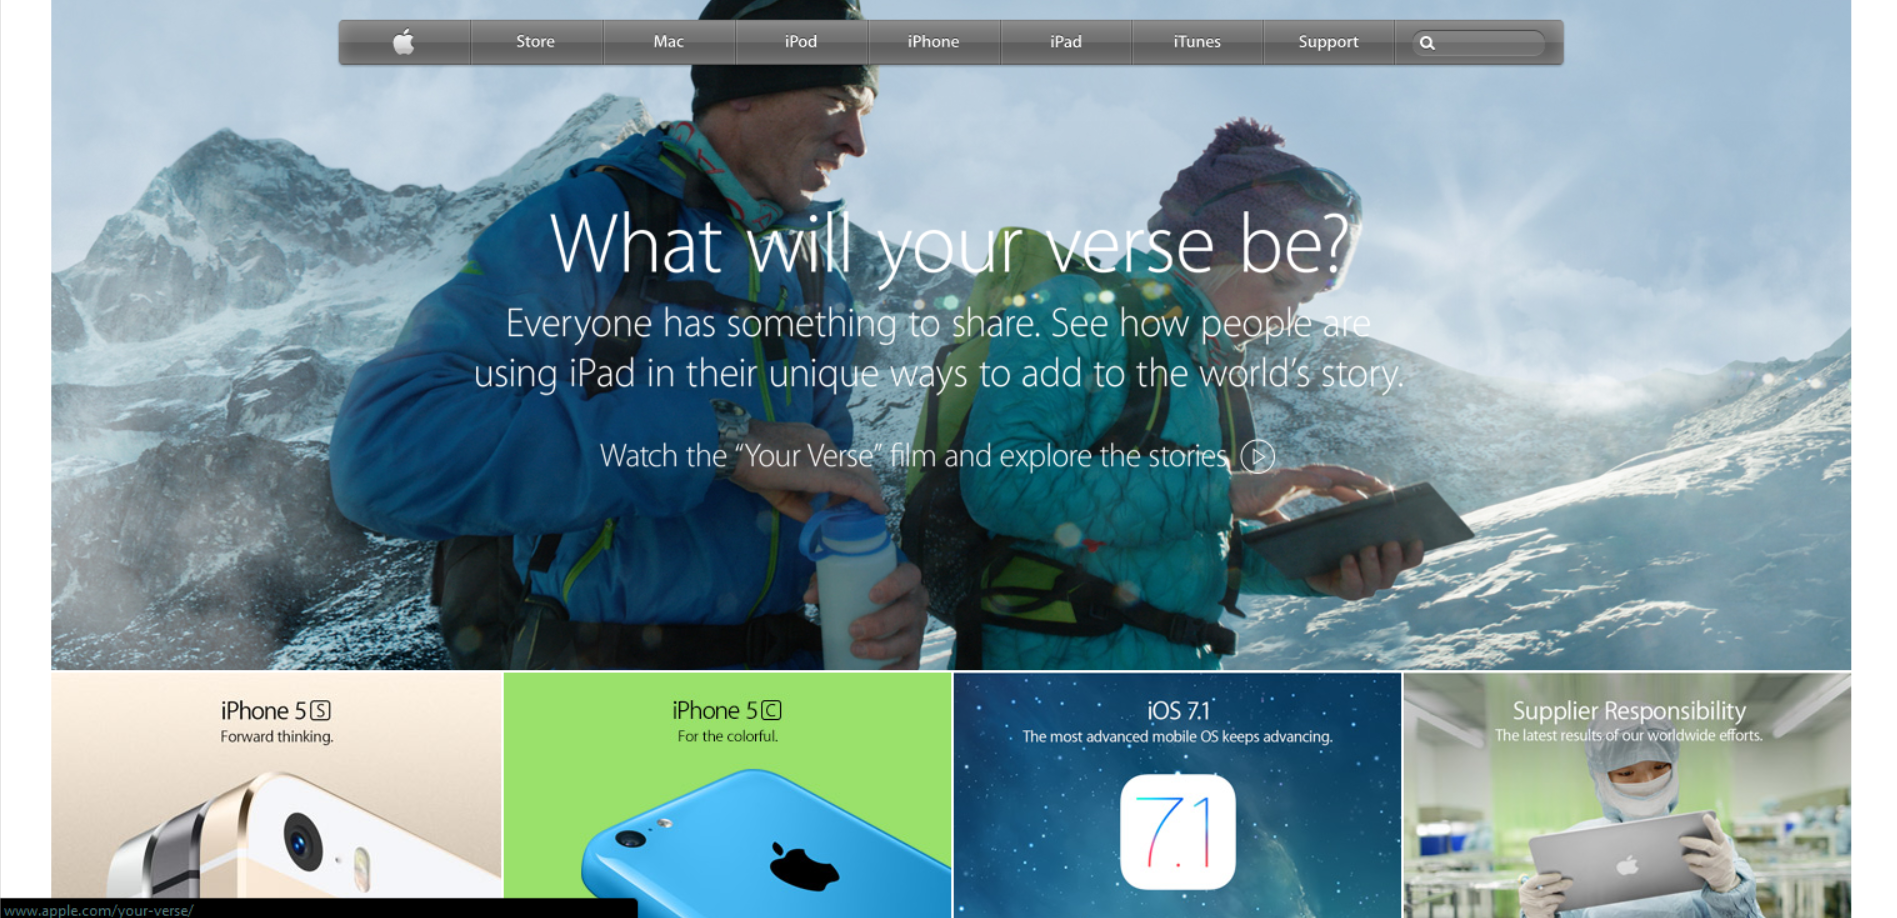 Store
Mac
iPod
iPhone
iPad
iTunes
Support
What will your verse be?
Everyone has something to share. See how people are
using iPad in their unique ways to add to the world's story.
Watch the “Your Verse” film and explore the stories
iPhone 5S
Forward thinking.
iPhone 5C
For the colorful.
iOS 7.1
The most advanced mobile OS keeps advancing.
7.1
Supplier Responsibility
The latest results of our worldwide efforts.
www.apple.com/your-verse/